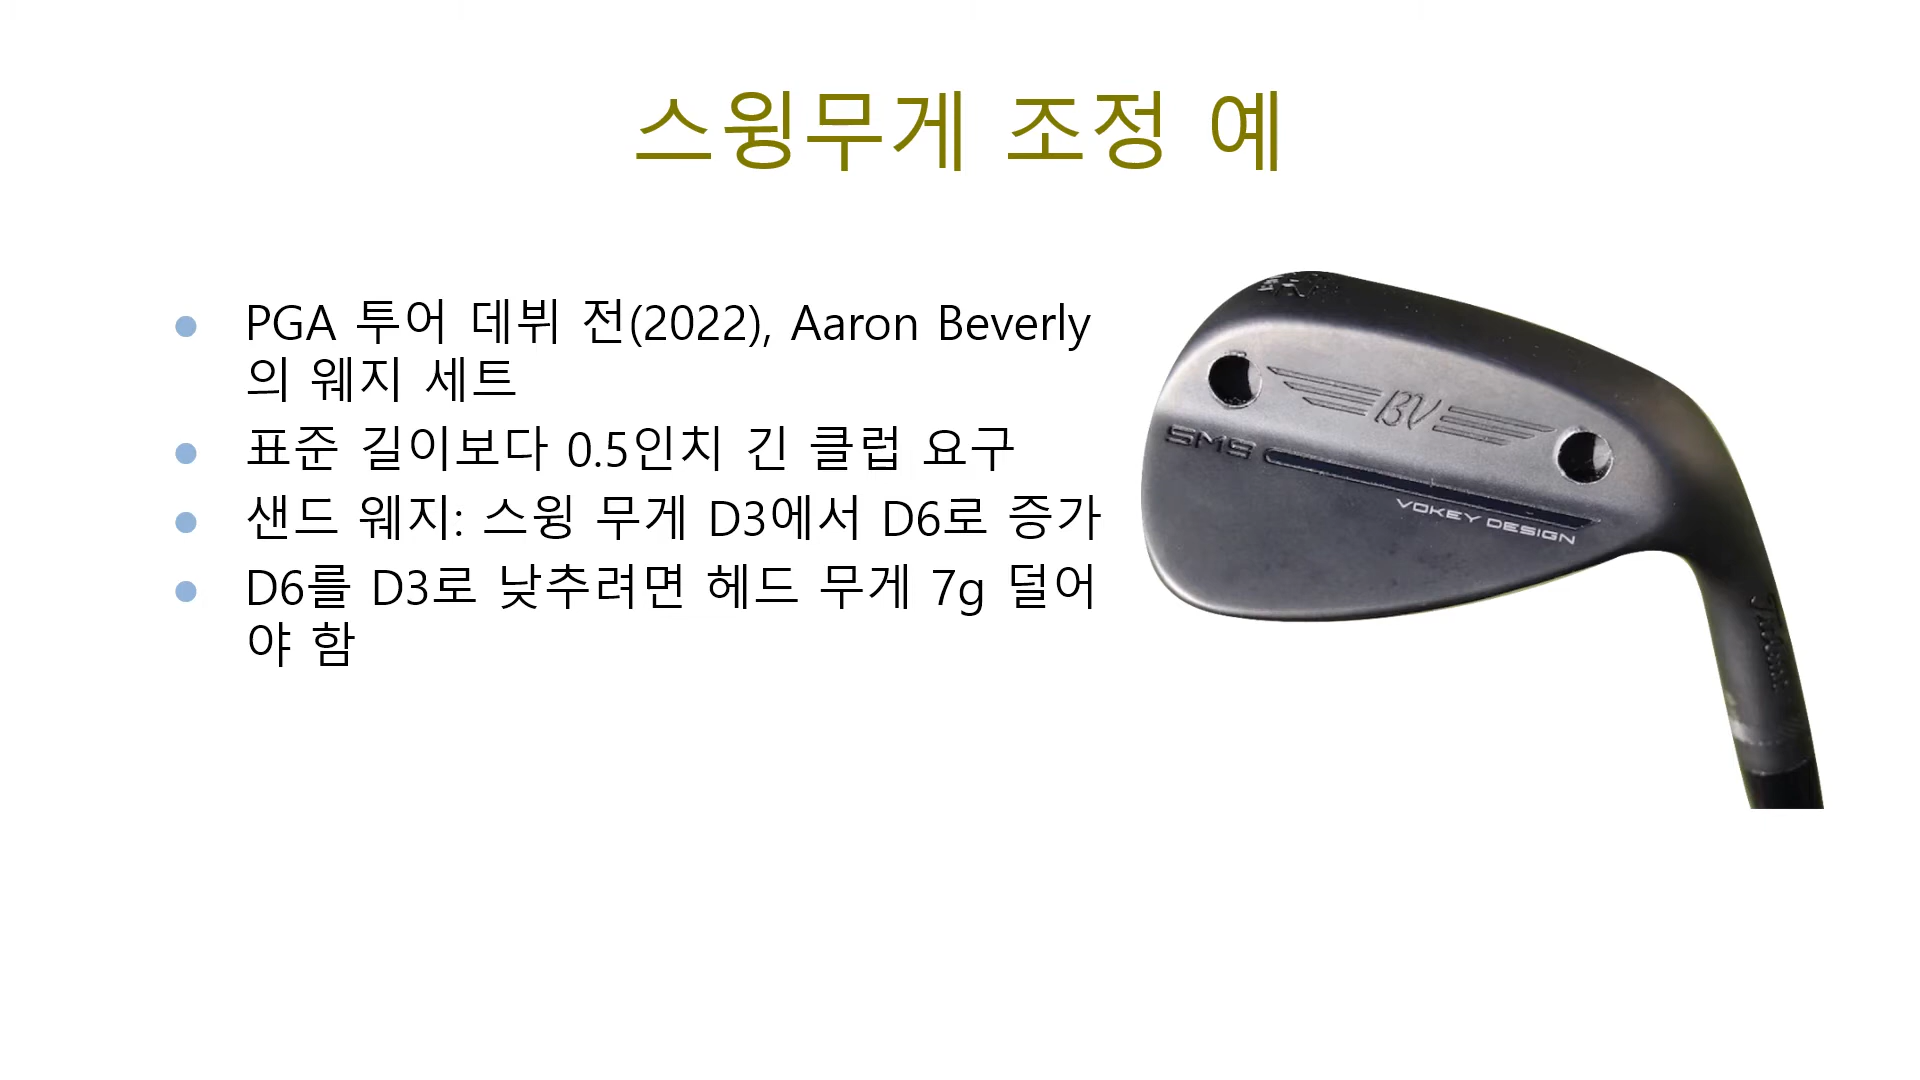 스윙무게 조정 예
PGA 투어 데뷔 전(2022), Aaron Beverly
의 웨지 세트
표준 길이보다 0.5인치 긴 클럽 요구
샌드 웨지: 스윙 무게 D3에서 D6로 증가
D6를 D3로 낮추려면 헤드 무게 7g 덜어
야 함
BV
SM9
VOKEY DESIGN
Titleist